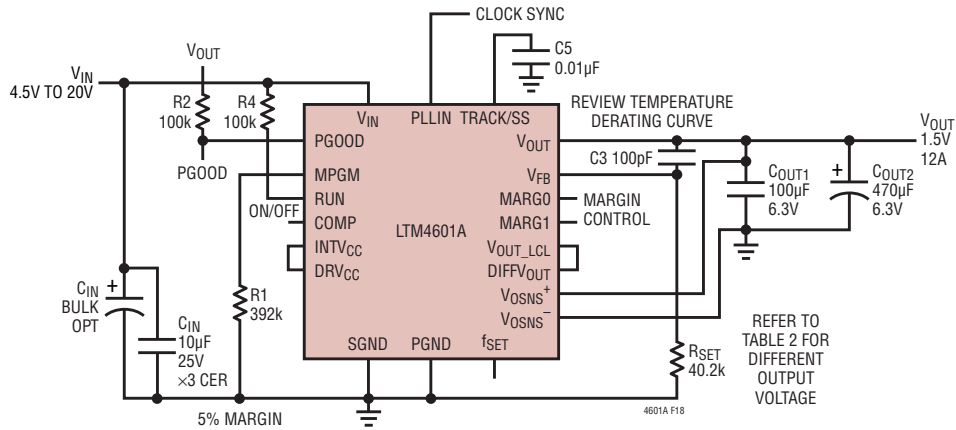 CLOCK SYNC
C5
0.01µF
VOUT
VIN
4.5V TO 20V
R2
100k
R4
100k
REVIEW TEMPERATURE
DERATING CURVE
VIN
PLLIN
TRACK/SS
PGOOD
VOUT
VOUT
1.5V
12A
C3 100pF
PGOOD
MPGM
VFB
COUT1
100µF
6.3V
+
COUT2
470µF
6.3V
RUN
MARG0
MARGIN
CONTROL
ON/OFF
COMP
LTM4601A
MARG1
INTVCC
VOUT_LCL
DRVCC
DIFFVOUT
CIN
BULK
OPT
+
R1
392k
VOSNS+
VOSNS–
CIN
10µF
25V
×3 CER
SGND
PGND
fSET
RSET
40.2k
REFER TO
TABLE 2 FOR
DIFFERENT
OUTPUT
VOLTAGE
5% MARGIN
4601A F18